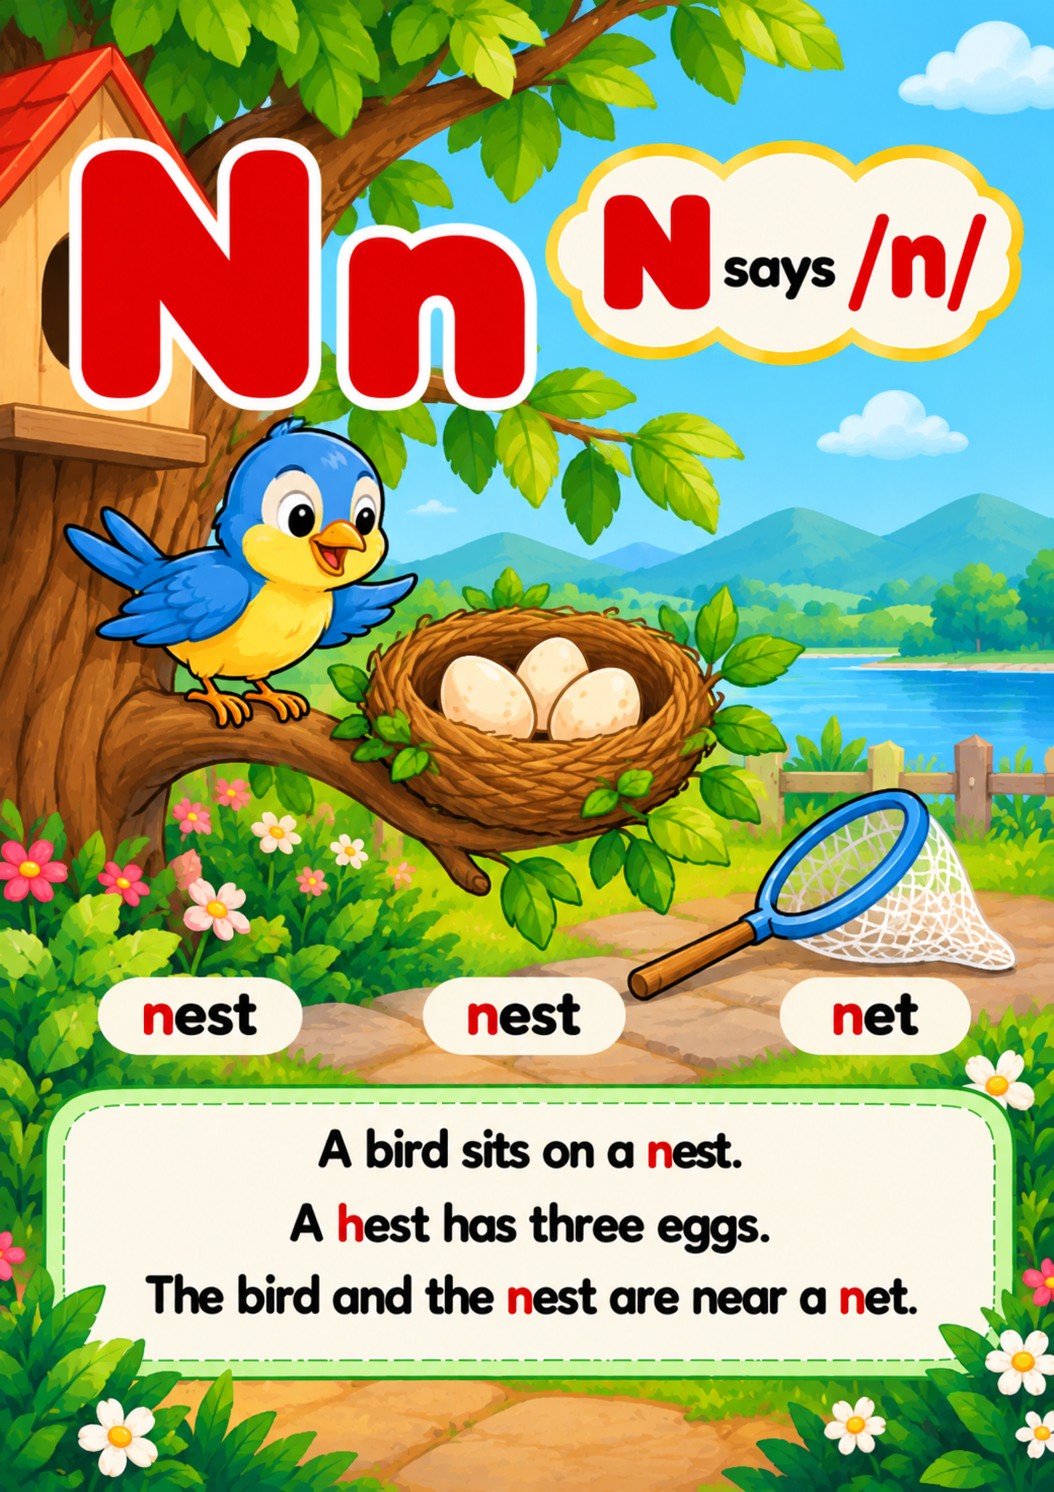 Nn
N says /n/
nest
nest
net
A bird sits on a nest.
A hest has three eggs.
The bird and the nest are near a net.